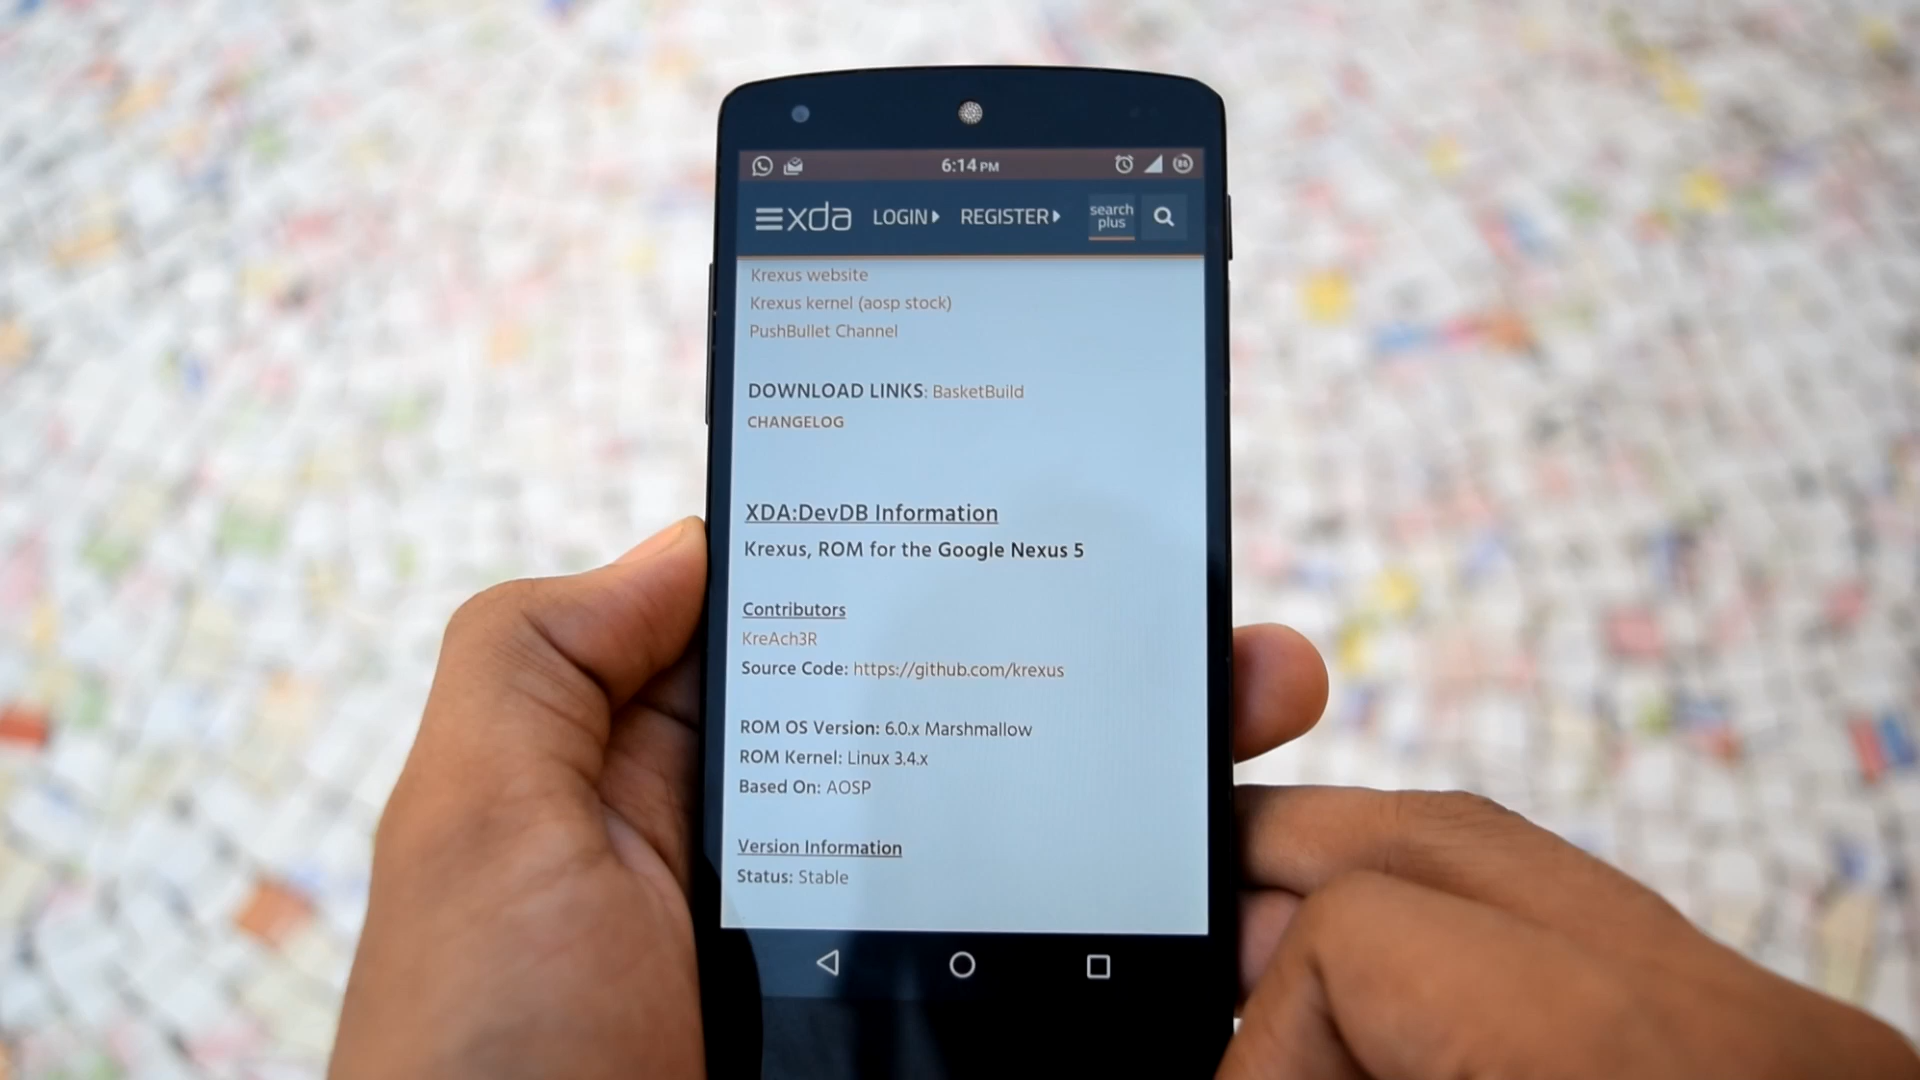 6:14 PM
86
xda LOGIN REGISTER search plus
Krexus website
Krexus kernel (aosp stock)
PushBullet Channel
DOWNLOAD LINKS: BasketBuild
CHANGELOG
XDA:DevDB Information
Krexus, ROM for the Google Nexus 5
Contributors
KreAch3R
Source Code: https://github.com/krexus
ROM OS Version: 6.0.x Marshmallow
ROM Kernel: Linux 3.4.x
Based On: AOSP
Version Information
Status: Stable